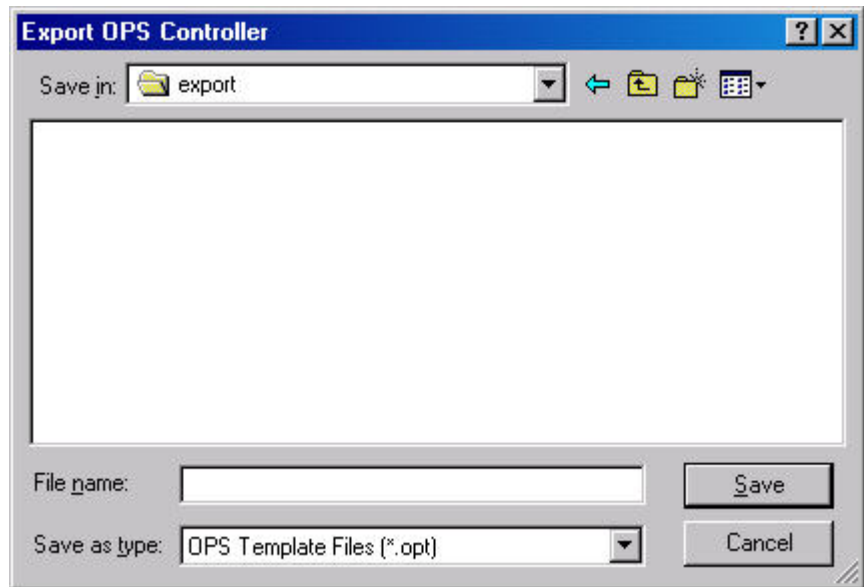 Export OPS Controller
Save in: export
File name:
Save
Save as type: OPS Template Files (*.opt)
Cancel